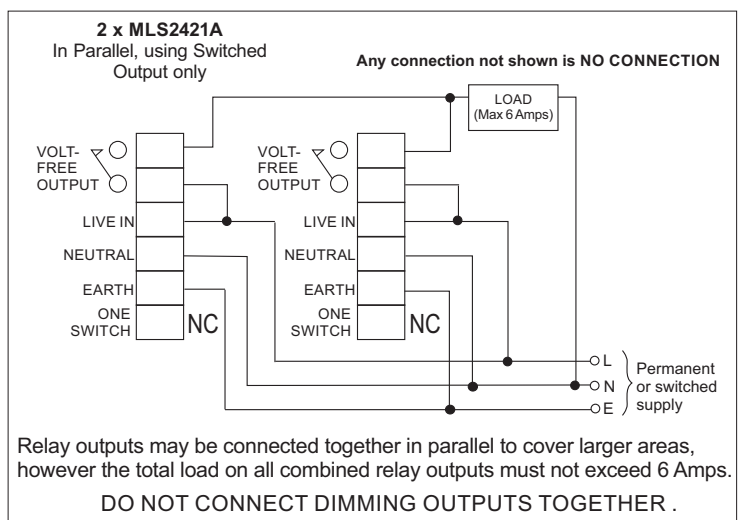 2 x MLS2421A
In Parallel, using Switched
Output only
Any connection not shown is NO CONNECTION
LOAD
(Max 6 Amps)
VOLT-
FREE
OUTPUT
LIVE IN
NEUTRAL
EARTH
ONE
SWITCH
NC
VOLT-
FREE
OUTPUT
LIVE IN
NEUTRAL
EARTH
ONE
SWITCH
NC
L
N
E
Permanent
or switched
supply
Relay outputs may be connected together in parallel to cover larger areas,
however the total load on all combined relay outputs must not exceed 6 Amps.
DO NOT CONNECT DIMMING OUTPUTS TOGETHER .